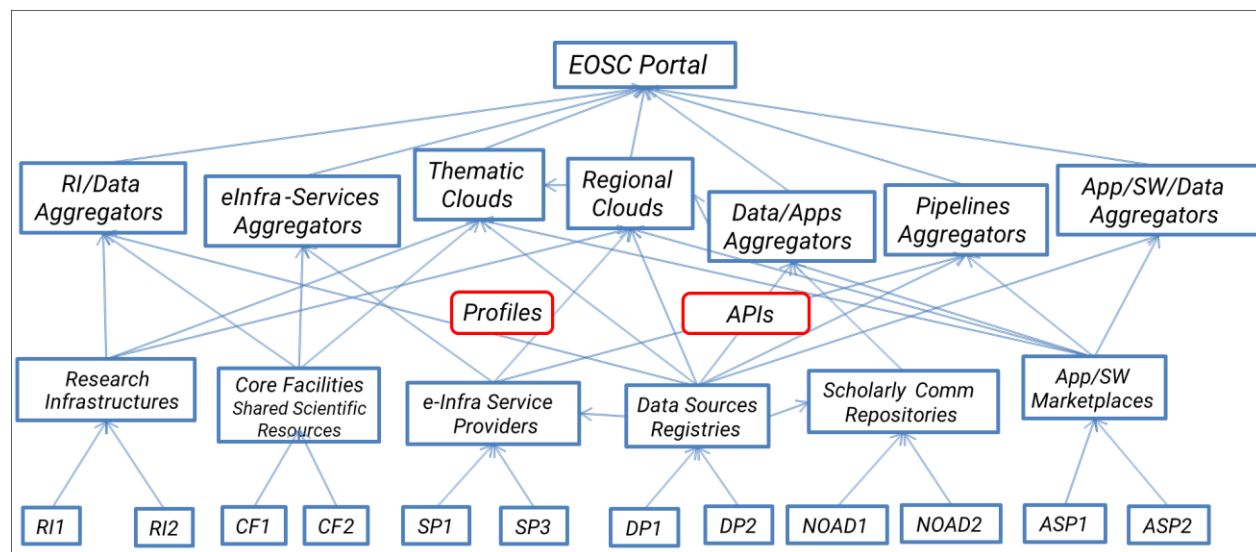 EOSC Portal
RI/Data
Aggregators
eInfra-Services
Aggregators
Thematic
Clouds
Regional
Clouds
Data/Apps
Aggregators
Pipelines
Aggregators
App/SW/Data
Aggregators
Profiles
APIs
Research
Infrastructures
Core Facilities
Shared Scientific
Resources
e-Infra Service
Providers
Data Sources
Registries
Scholarly Comm
Repositories
App/SW
Marketplaces
RI1
RI2
CF1
CF2
SP1
SP3
DP1
DP2
NOAD1
NOAD2
ASP1
ASP2